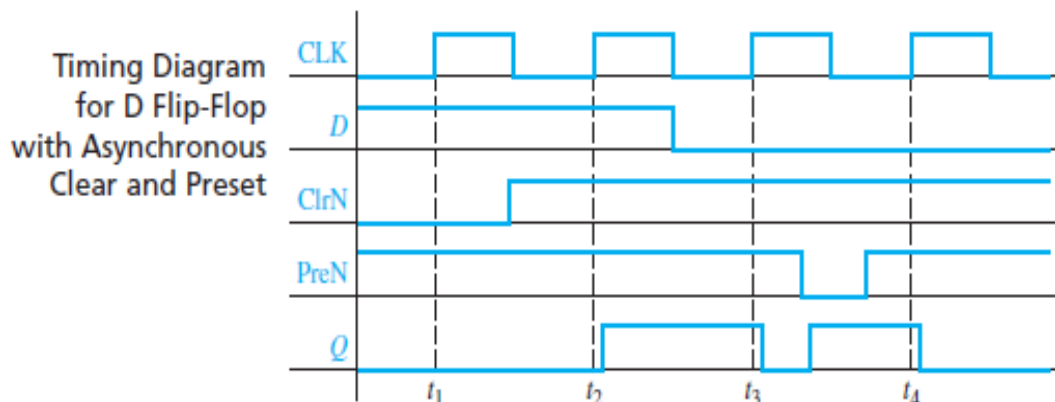 Timing Diagram
for D Flip-Flop
with Asynchronous
Clear and Preset
CLK
D
ClrN
PreN
Q
t1 t2 t3 t4